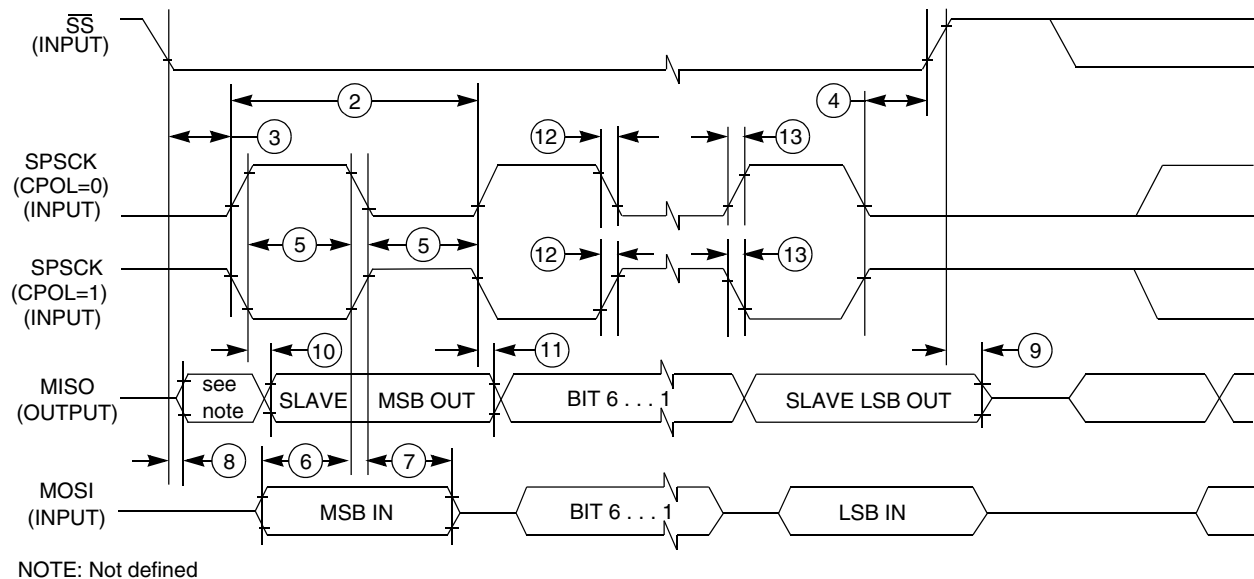 SS
(INPUT)
2
4
3
12
13
SPSCK
(CPOL=0)
(INPUT)
5
5
12
13
SPSCK
(CPOL=1)
(INPUT)
10
11
9
MISO
(OUTPUT)
see
note
SLAVE
MSB OUT
BIT 6 . . . 1
SLAVE LSB OUT
8
6
7
MOSI
(INPUT)
MSB IN
BIT 6 . . . 1
LSB IN
NOTE: Not defined